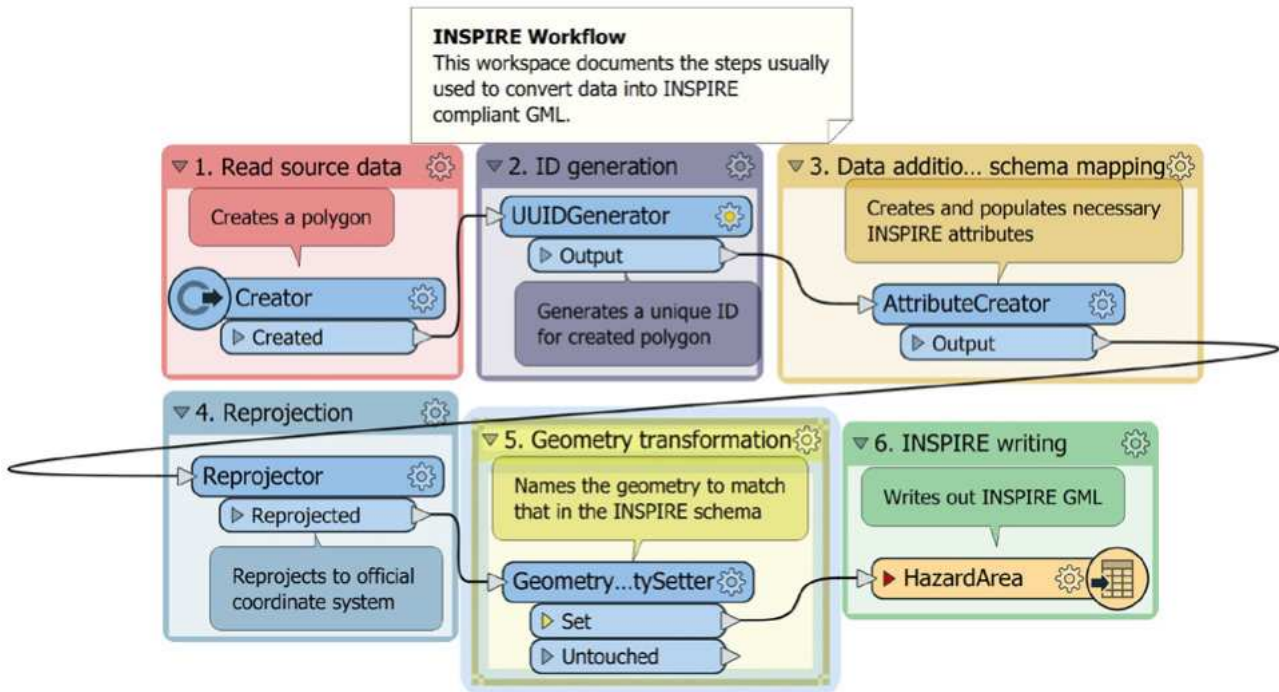 INSPIRE Workflow
This workspace documents the steps usually
used to convert data into INSPIRE
compliant GML.
1. Read source data
Creates a polygon
Creator
Created
2. ID generation
UUIDGenerator
Output
Generates a unique ID
for created polygon
3. Data additio... schema mapping
Creates and populates necessary
INSPIRE attributes
AttributeCreator
Output
4. Reprojection
Reprojector
Reprojected
Reprojects to official
coordinate system
5. Geometry transformation
Names the geometry to match
that in the INSPIRE schema
Geometry...tySetter
Set
Untouched
6. INSPIRE writing
Writes out INSPIRE GML
HazardArea